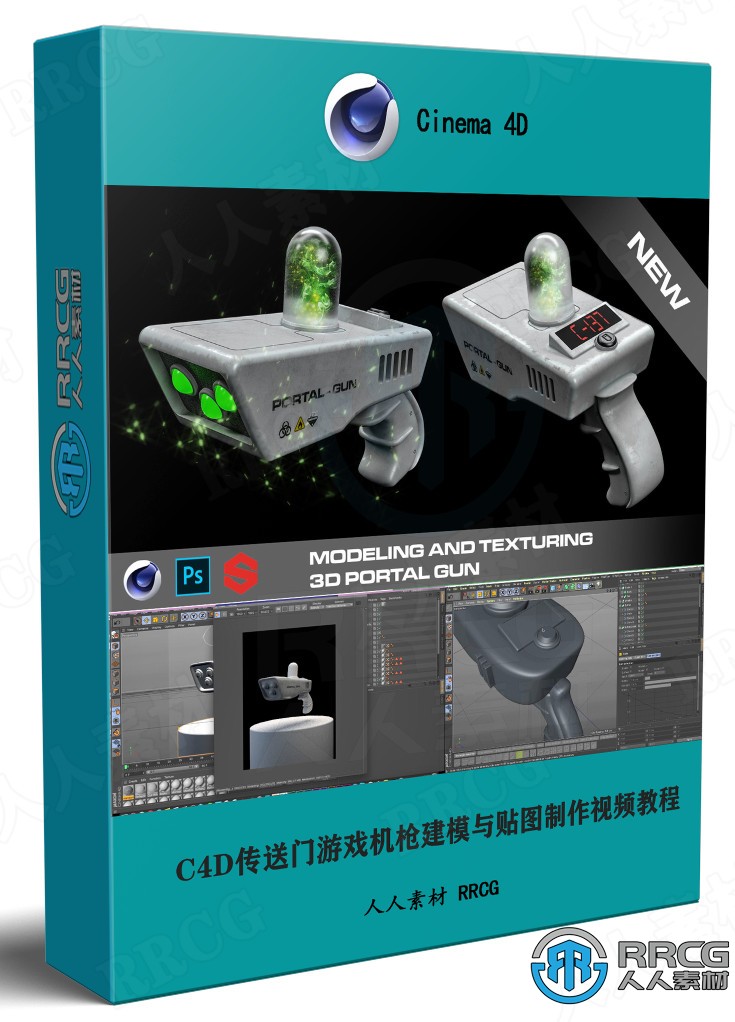 Cinema 4D
NEW
C-137
PORTAL-GUN
PORTAL-GUN
Ps
MODELING AND TEXTURING
3D PORTAL GUN
C4D传送门游戏机枪建模与贴图制作视频教程
人人素材 RRCG
RRCG
人人素材
RRCG
人人素材